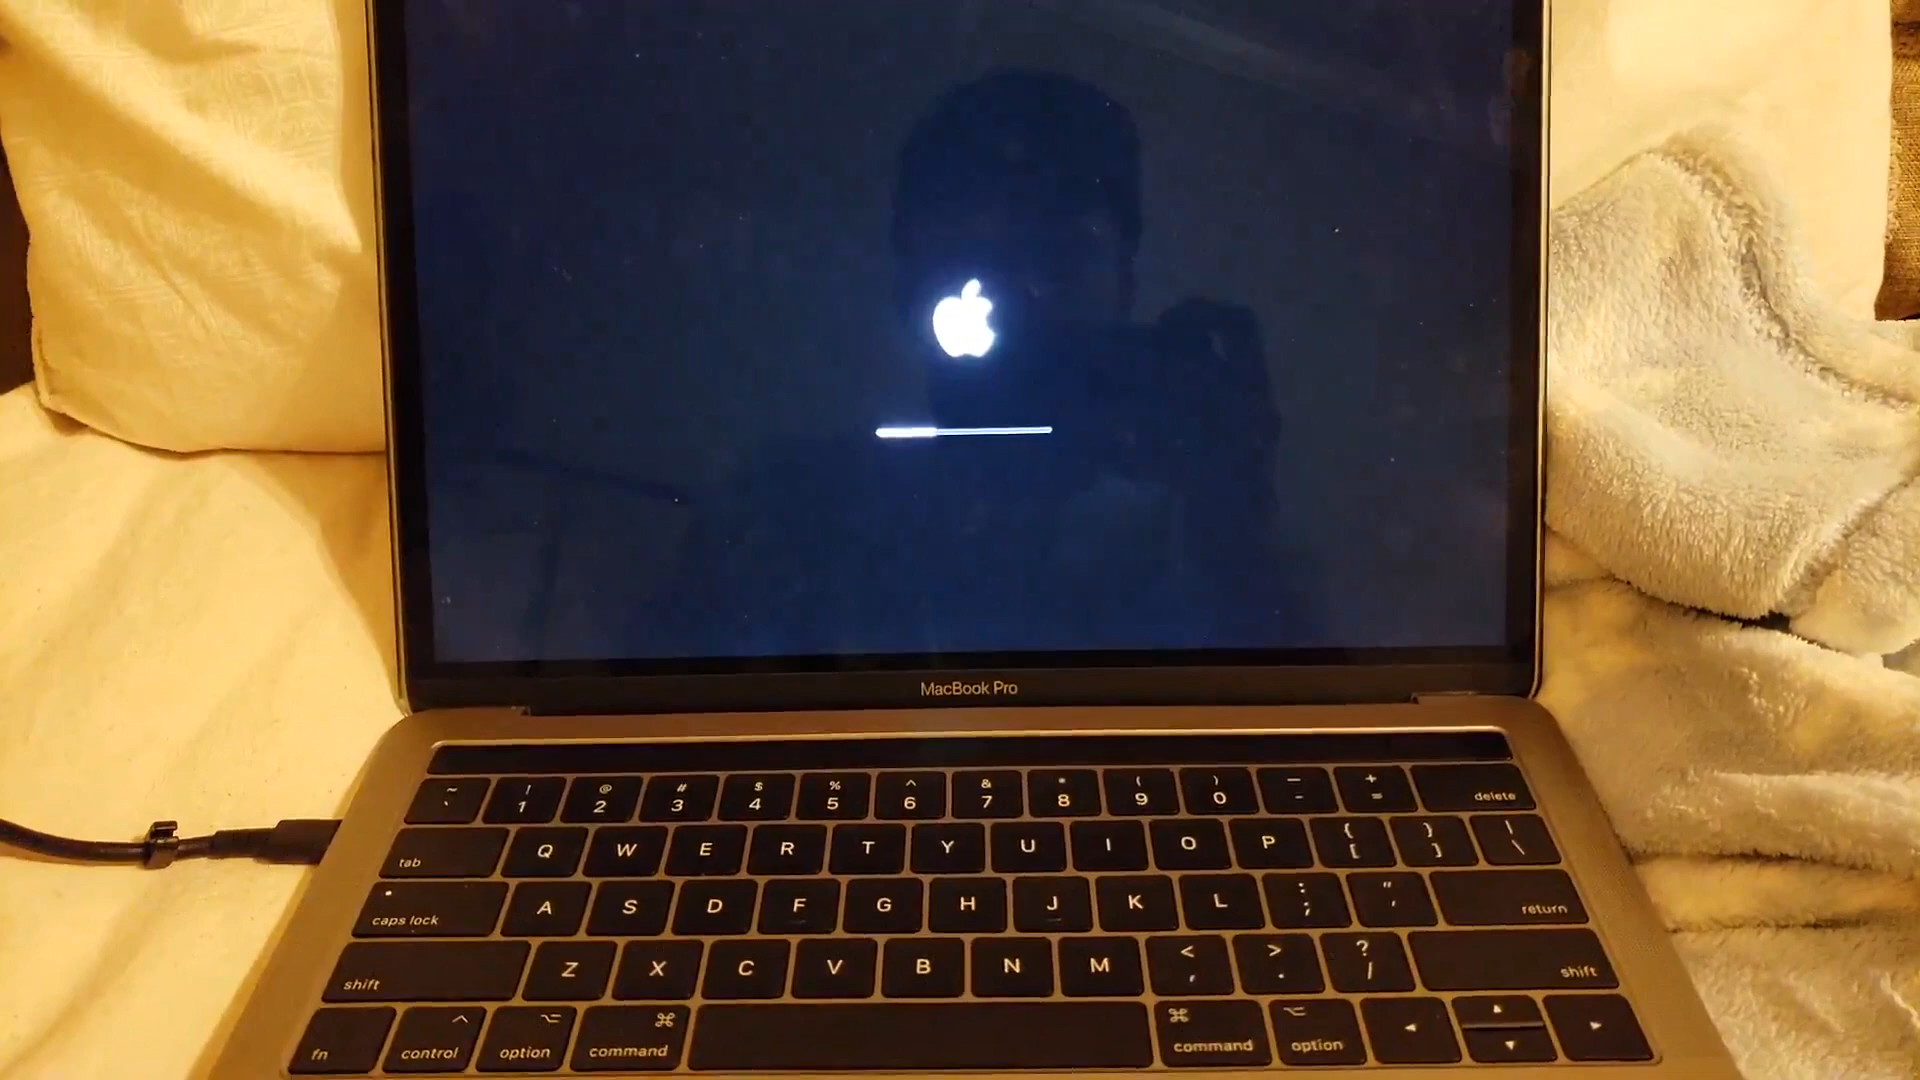 MacBook Pro
~ ! @ # $ % ^ & * ( ) — +
` 1 2 3 4 5 6 7 8 9 0 - = delete
tab Q W E R T Y U I O P { [ } ] | \
caps lock A S D F G H J K L : ; " ' return
shift Z X C V B N M < , > . ? / shift
fn ^ control ⌥ option ⌘ command ⌘ command ⌥ option ◀ ▲ ▼ ▶